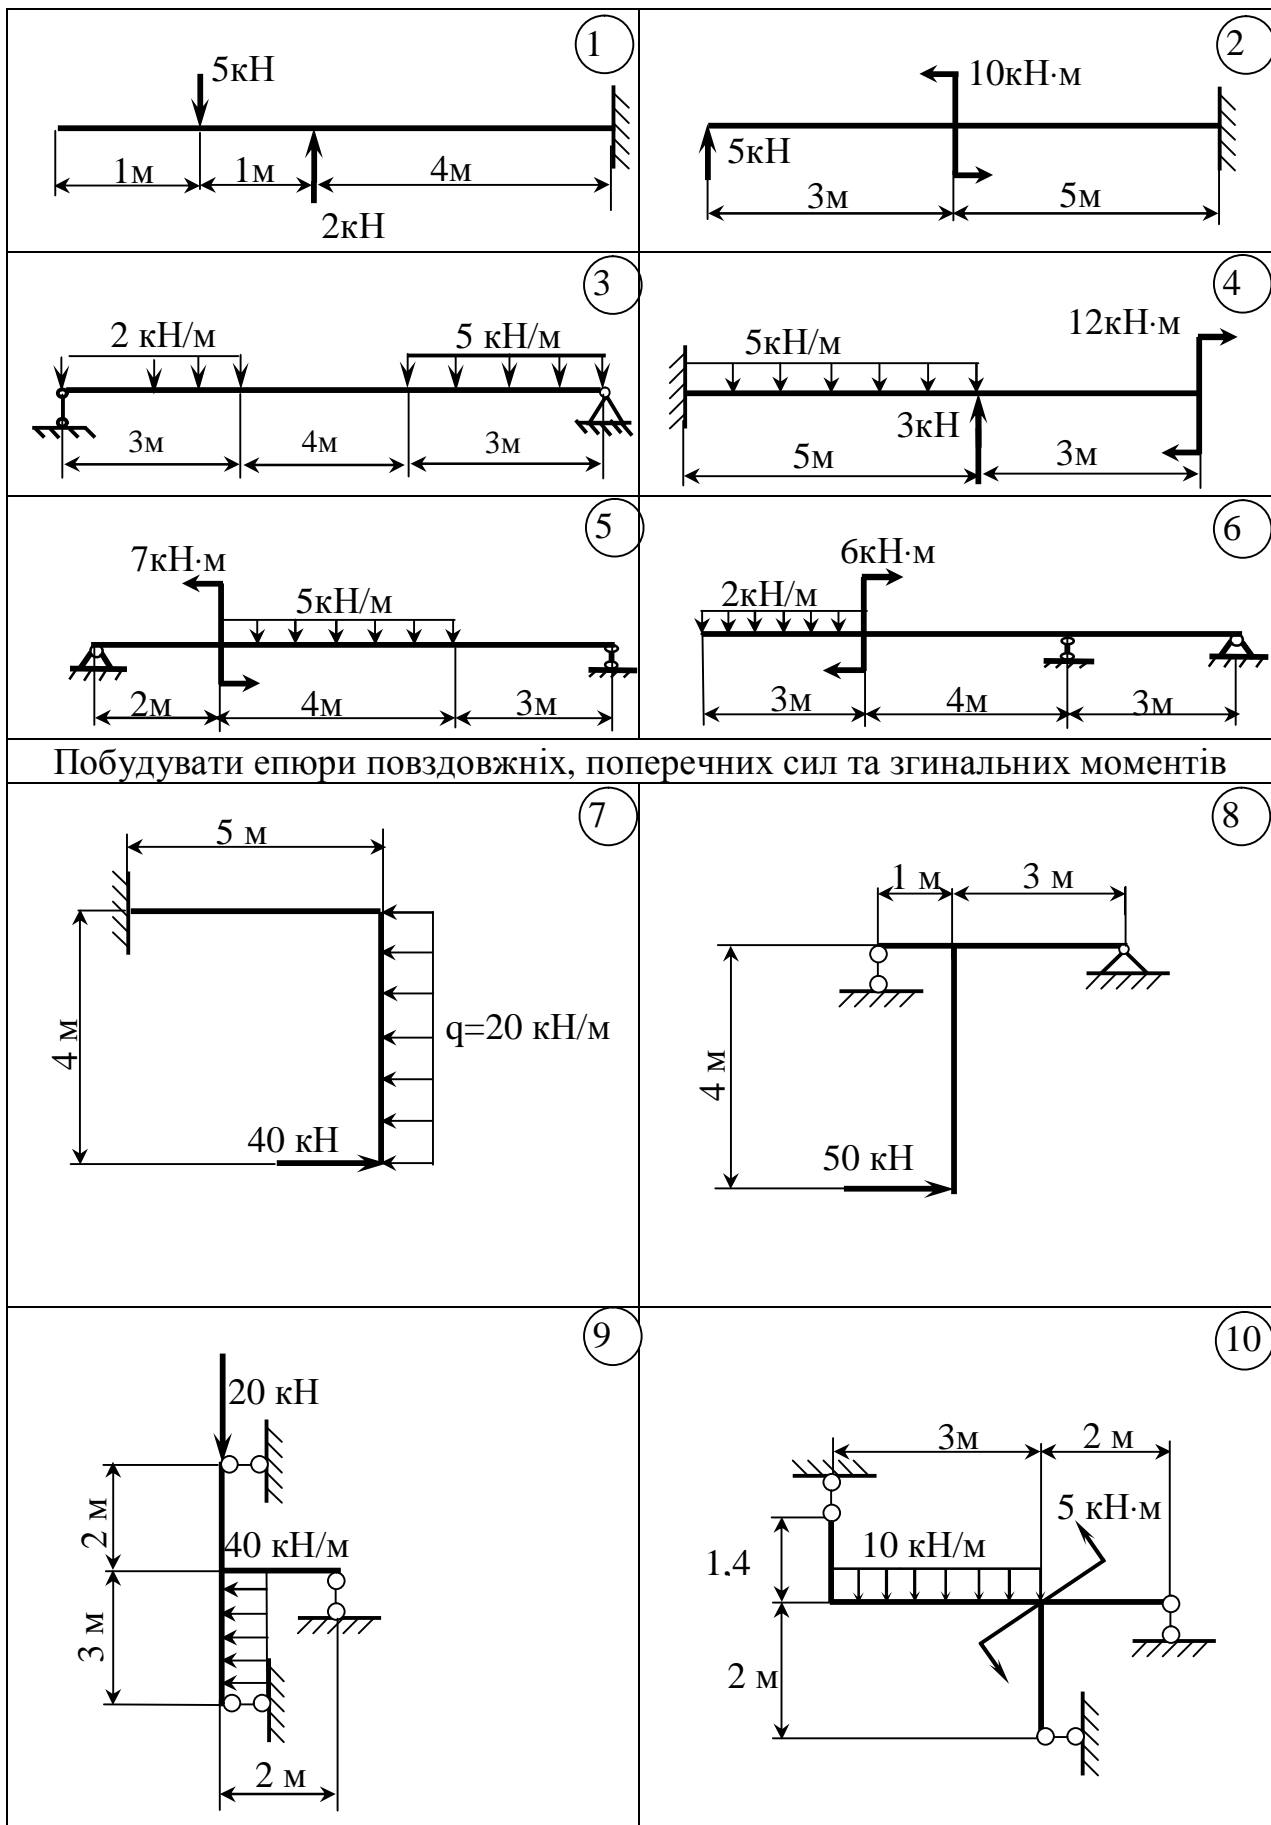 1
5кН
1м
1м
4м
2кН
2
10кН·м
5кН
3м
5м
3
2 кН/м
5 кН/м
3м
4м
3м
4
12кН·м
5кН/м
3кН
5м
3м
5
7кН·м
5кН/м
2м
4м
3м
6
6кН·м
2кН/м
3м
4м
3м
Побудувати епюри повздовжніх, поперечних сил та згинальних моментів
7
5 м
4 м
q=20 кН/м
40 кН
8
1 м
3 м
4 м
50 кН
9
20 кН
2 м
40 кН/м
3 м
2 м
10
3м
2 м
5 кН·м
1,4
10 кН/м
2 м